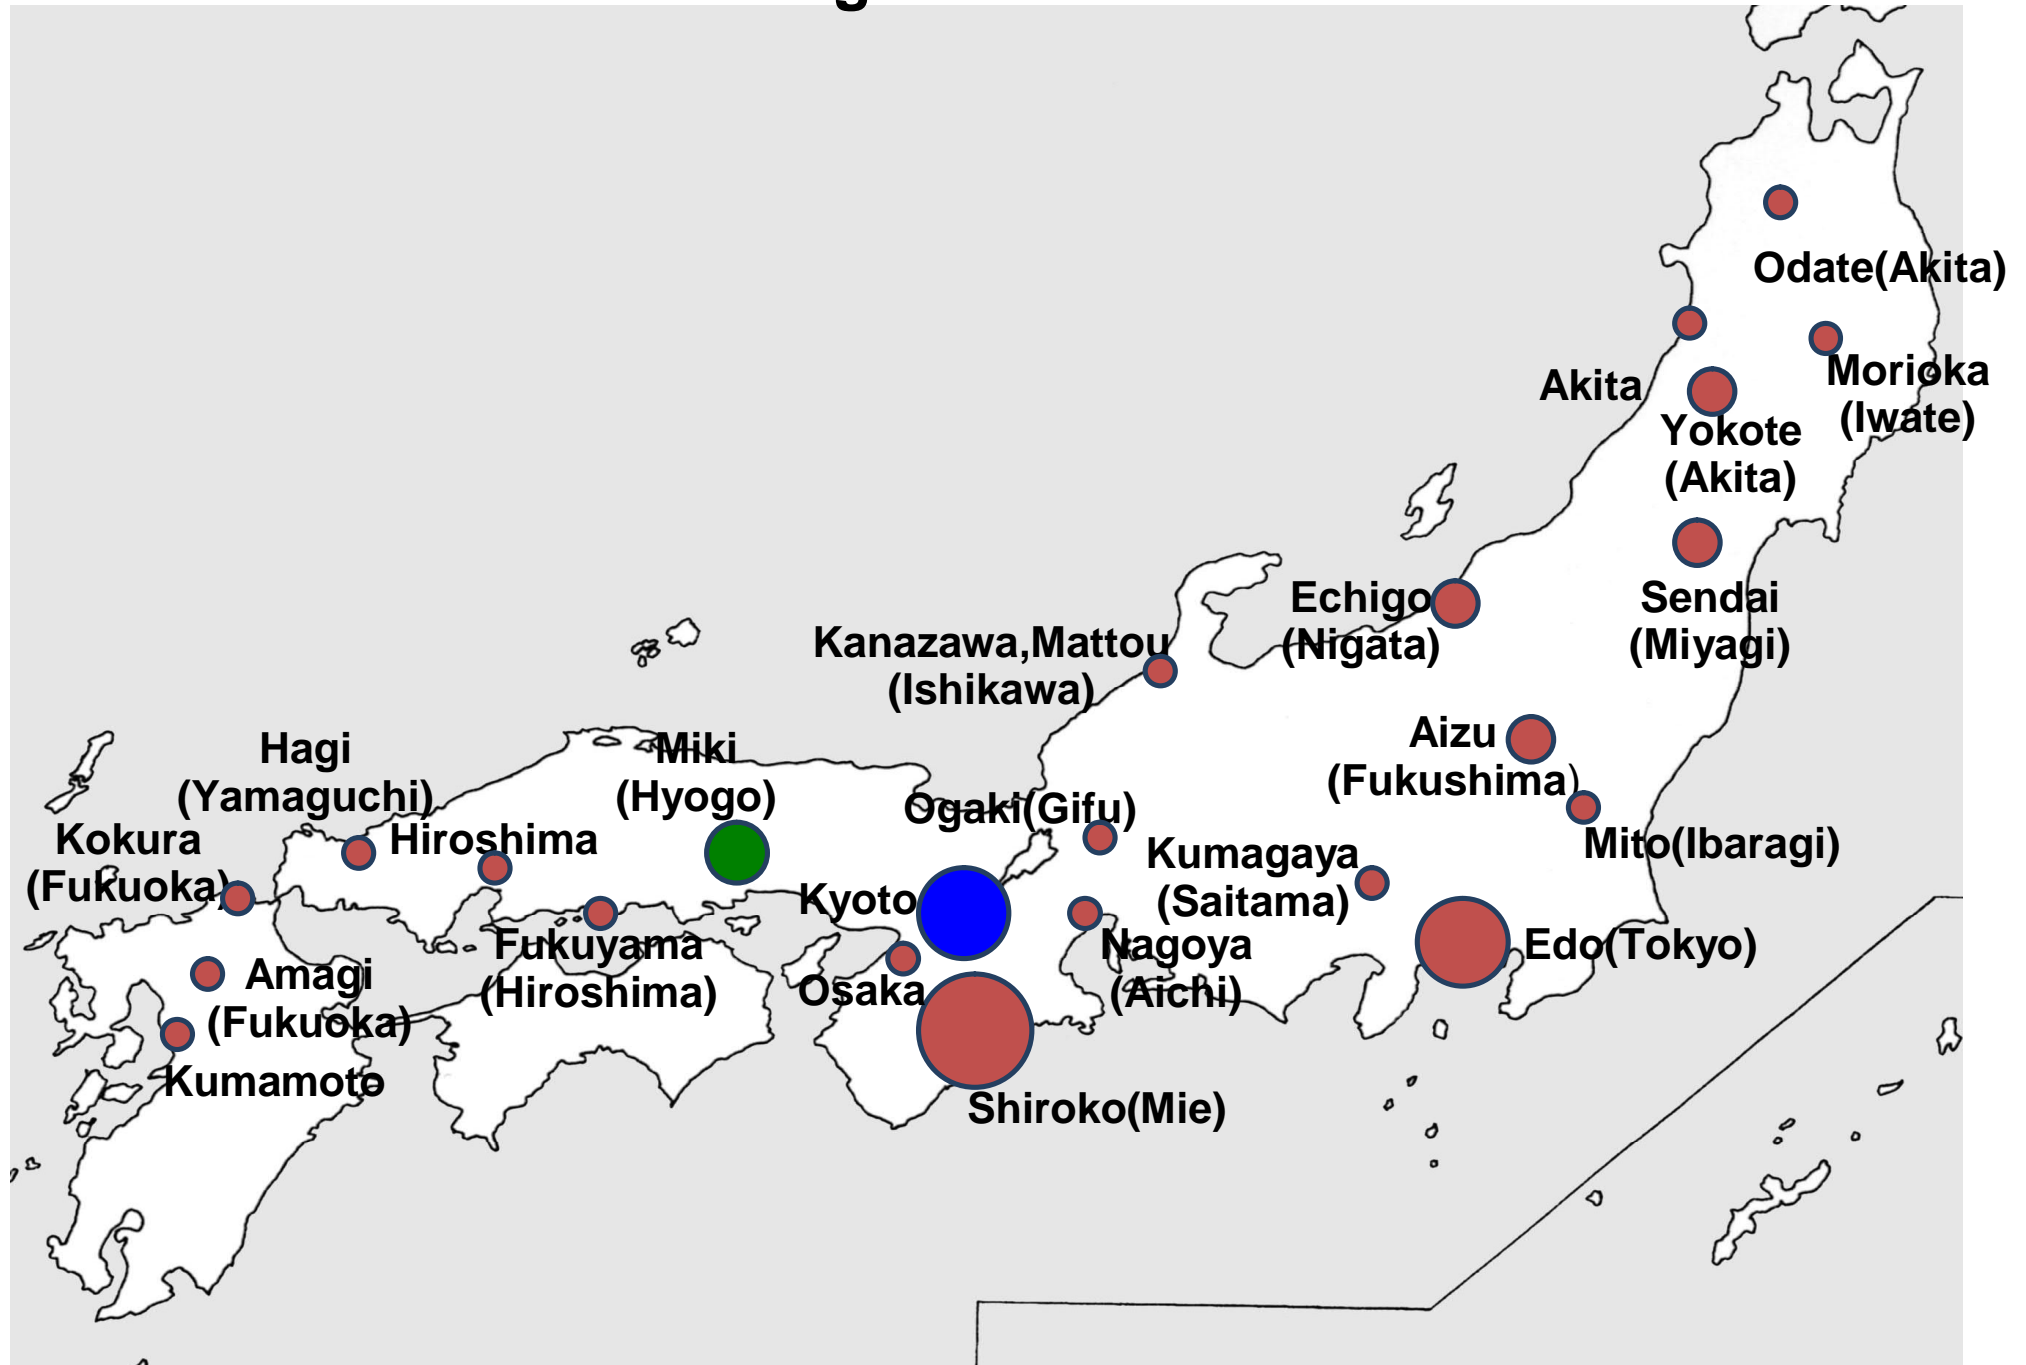 g
Odate(Akita)
Akita
Morioka
(Iwate)
Yokote
(Akita)
Echigo
(Nigata)
Sendai
(Miyagi)
Kanazawa,Mattou
(Ishikawa)
Aizu
(Fukushima)
Hagi
(Yamaguchi)
Miki
(Hyogo)
Ogaki(Gifu)
Mito(Ibaragi)
Kokura
(Fukuoka)
Hiroshima
Kumagaya
(Saitama)
Kyoto
Fukuyama
(Hiroshima)
Nagoya
(Aichi)
Edo(Tokyo)
Amagi
(Fukuoka)
Osaka
Kumamoto
Shiroko(Mie)